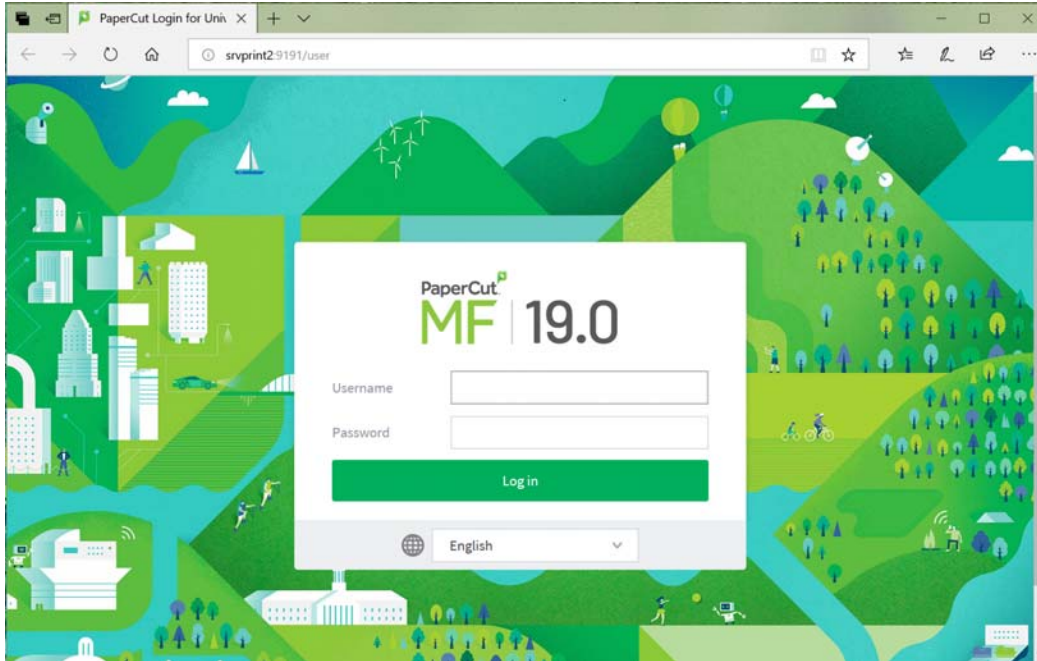 PaperCut Login for Univ
srvprint2:9191/user
PaperCut
MF 19.0
Username
Password
Log in
English